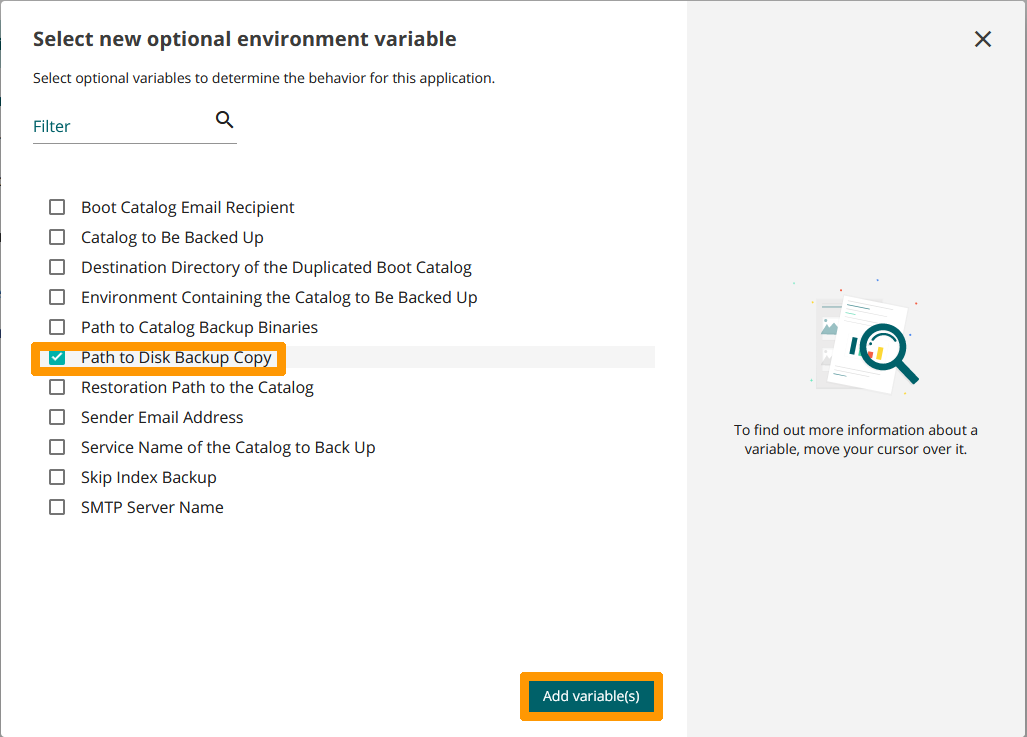 Select new optional environment variable
Select optional variables to determine the behavior for this application.
Filter
Boot Catalog Email Recipient
Catalog to Be Backed Up
Destination Directory of the Duplicated Boot Catalog
Environment Containing the Catalog to Be Backed Up
Path to Catalog Backup Binaries
Path to Disk Backup Copy
Restoration Path to the Catalog
Sender Email Address
Service Name of the Catalog to Back Up
Skip Index Backup
SMTP Server Name
Add variable(s)
To find out more information about a
variable, move your cursor over it.